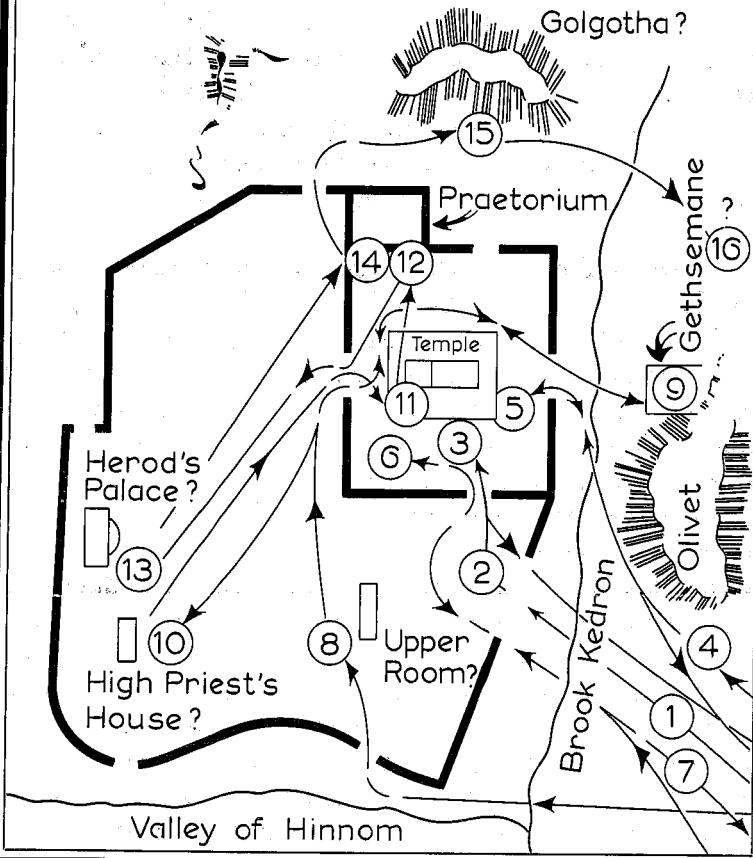 Golgotha?
15
Praetorium
Gethsemane
?
16
14
12
Temple
9
11
5
3
6
Herod's
Palace?
13
2
Olivet
10
8
Upper
Room?
High Priest's
House?
Brook Kedron
4
1
7
Valley of Hinnom